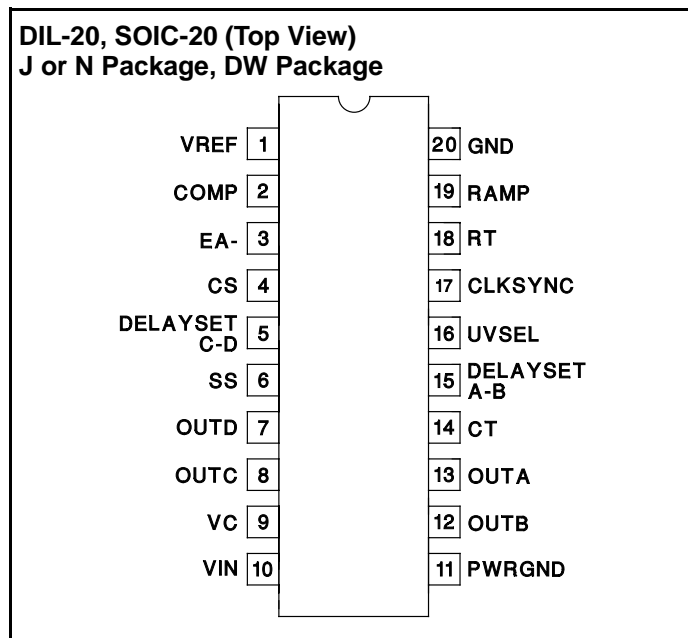 DIL-20, SOIC-20 (Top View)
J or N Package, DW Package
VREF 1
COMP 2
EA- 3
CS 4
DELAYSET
C-D 5
SS 6
OUTD 7
OUTC 8
VC 9
VIN 10
20 GND
19 RAMP
18 RT
17 CLKSYNC
16 UVSEL
15 DELAYSET
A-B
14 CT
13 OUTA
12 OUTB
11 PWRGND